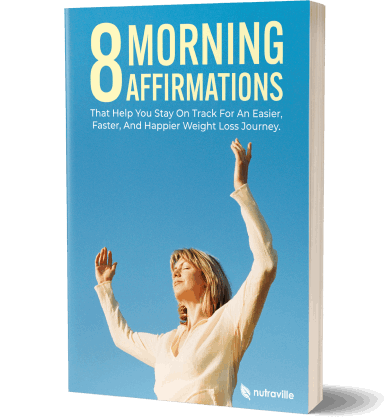 8 MORNING
AFFIRMATIONS
That Help You Stay On Track For An Easier,
Faster, And Happier Weight Loss Journey.
nutraville